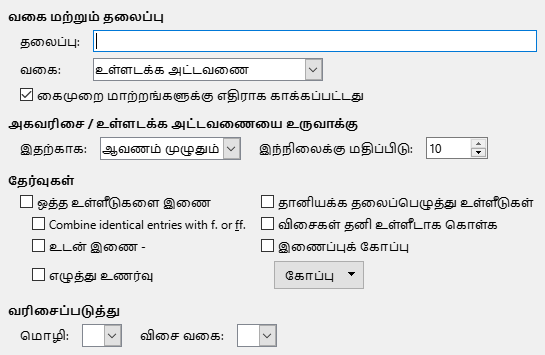 வகை மற்றும் தலைப்பு
தலைப்பு:
வகை: உள்ளடக்க அட்டவணை
கைமுறை மாற்றங்களுக்கு எதிராக காக்கப்பட்டது
அகவரிசை / உள்ளடக்க அட்டவணையை உருவாக்கு
இதற்காக: ஆவணம் முழுதும் இந்நிலைக்கு மதிப்பிடு: 10
தேர்வுகள்
ஒத்த உள்ளீடுகளை இணை தானியக்க தலைப்பெழுத்து உள்ளீடுகள்
Combine identical entries with f. or ff. விசைகள் தனி உள்ளீடாக கொள்க
உடன் இணை - இணைப்புக் கோப்பு
எழுத்து உணர்வு கோப்பு
வரிசைப்படுத்து
மொழி: விசை வகை: